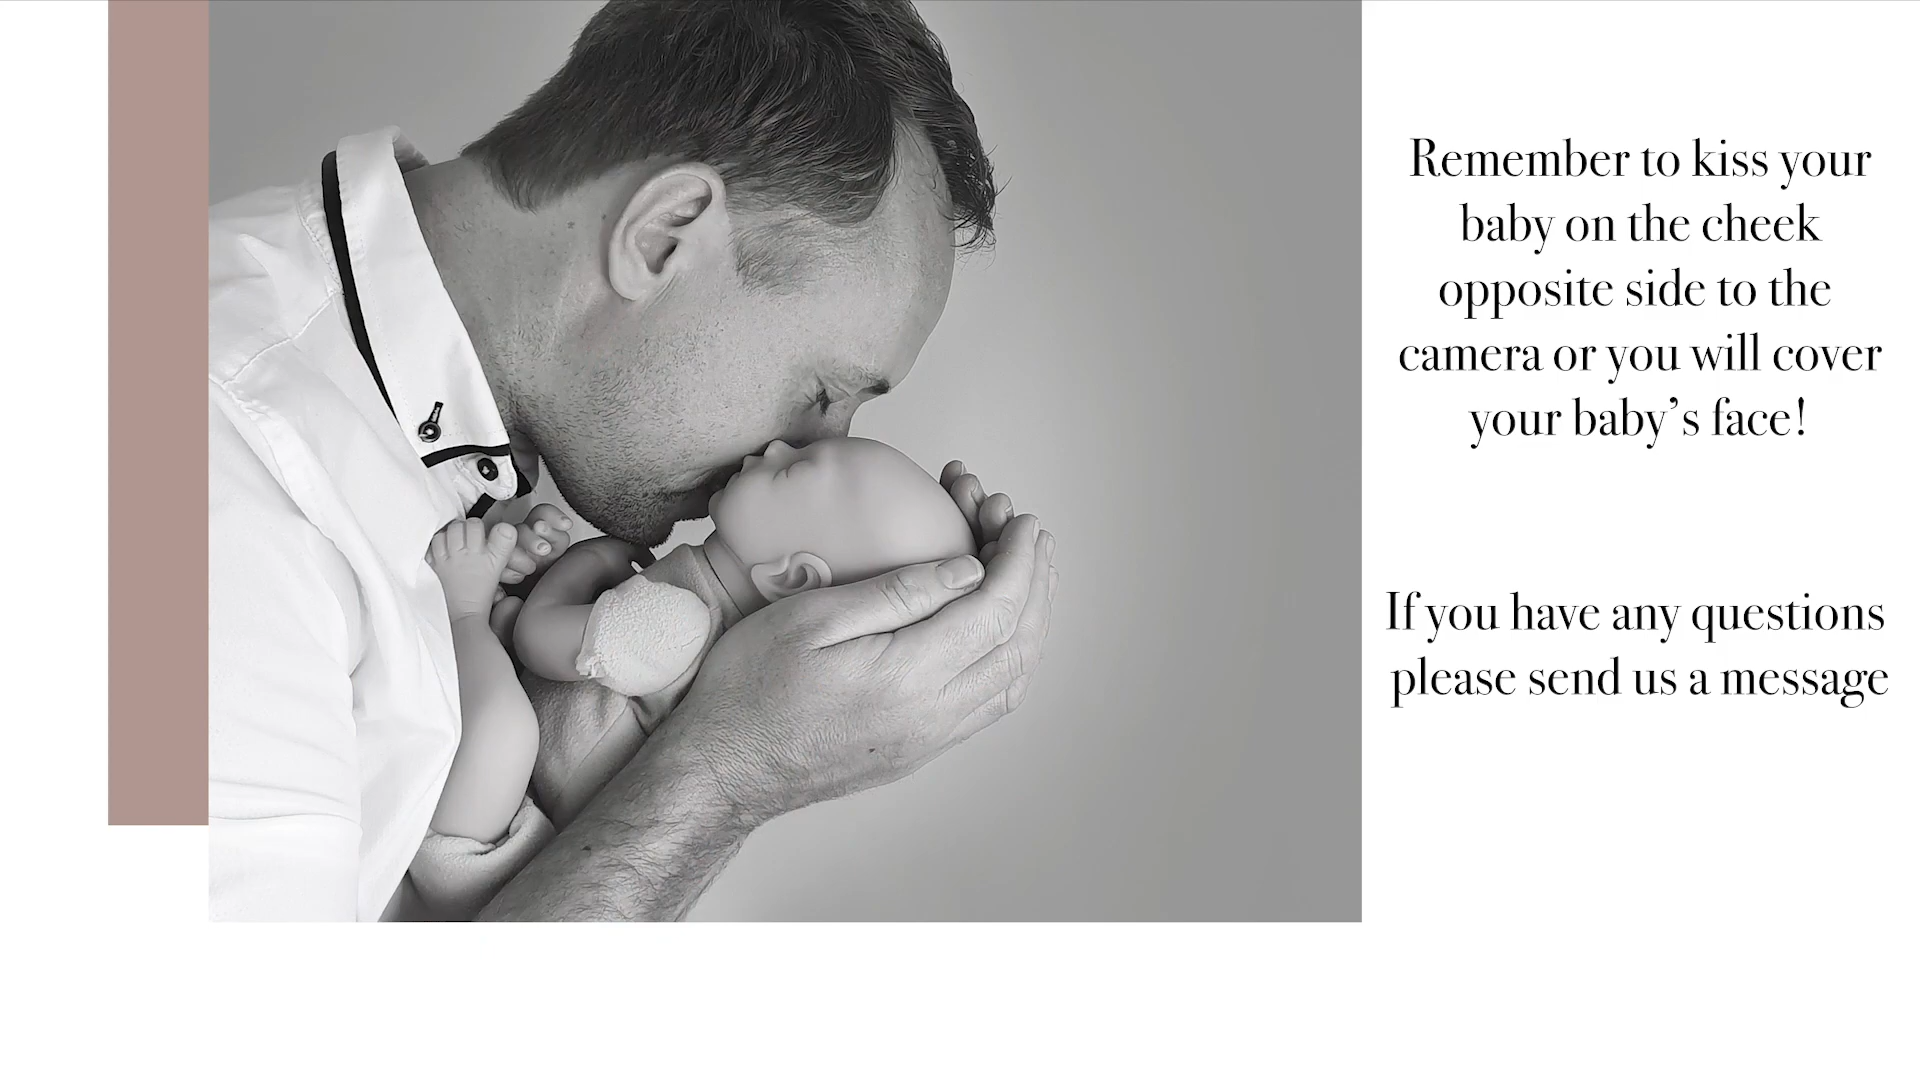 Remember to kiss your
baby on the cheek
opposite side to the
camera or you will cover
your baby’s face!
If you have any questions
please send us a message